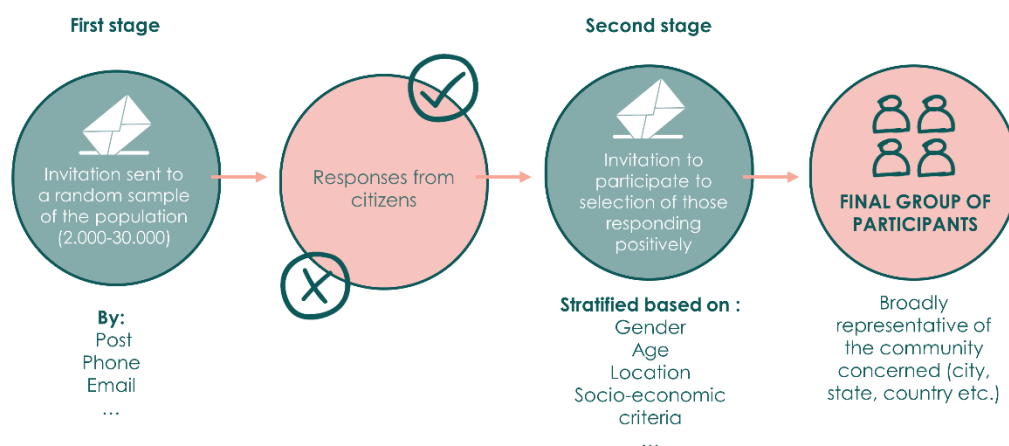 First stage
Invitation sent to
a random sample
of the population
(2.000-30.000)
By:
Post
Phone
Email
...
Responses from
citizens
Second stage
Invitation to
participate to
selection of those
responding
positively
Stratified based on :
Gender
Age
Location
Socio-economic
criteria
...
FINAL GROUP OF
PARTICIPANTS
Broadly
representative of
the community
concerned (city,
state, country etc.)